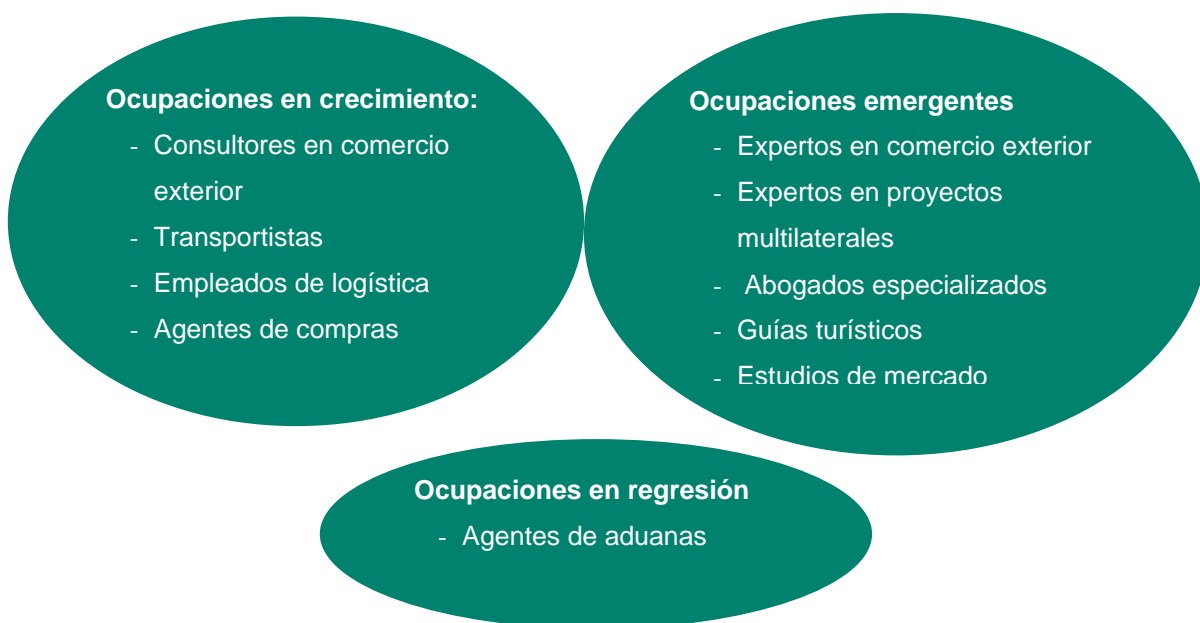 Ocupaciones en crecimiento:
- Consultores en comercio
exterior
- Transportistas
- Empleados de logística
- Agentes de compras
Ocupaciones emergentes
- Expertos en comercio exterior
- Expertos en proyectos
multilaterales
- Abogados especializados
- Guías turísticos
- Estudios de mercado
Ocupaciones en regresión
- Agentes de aduanas